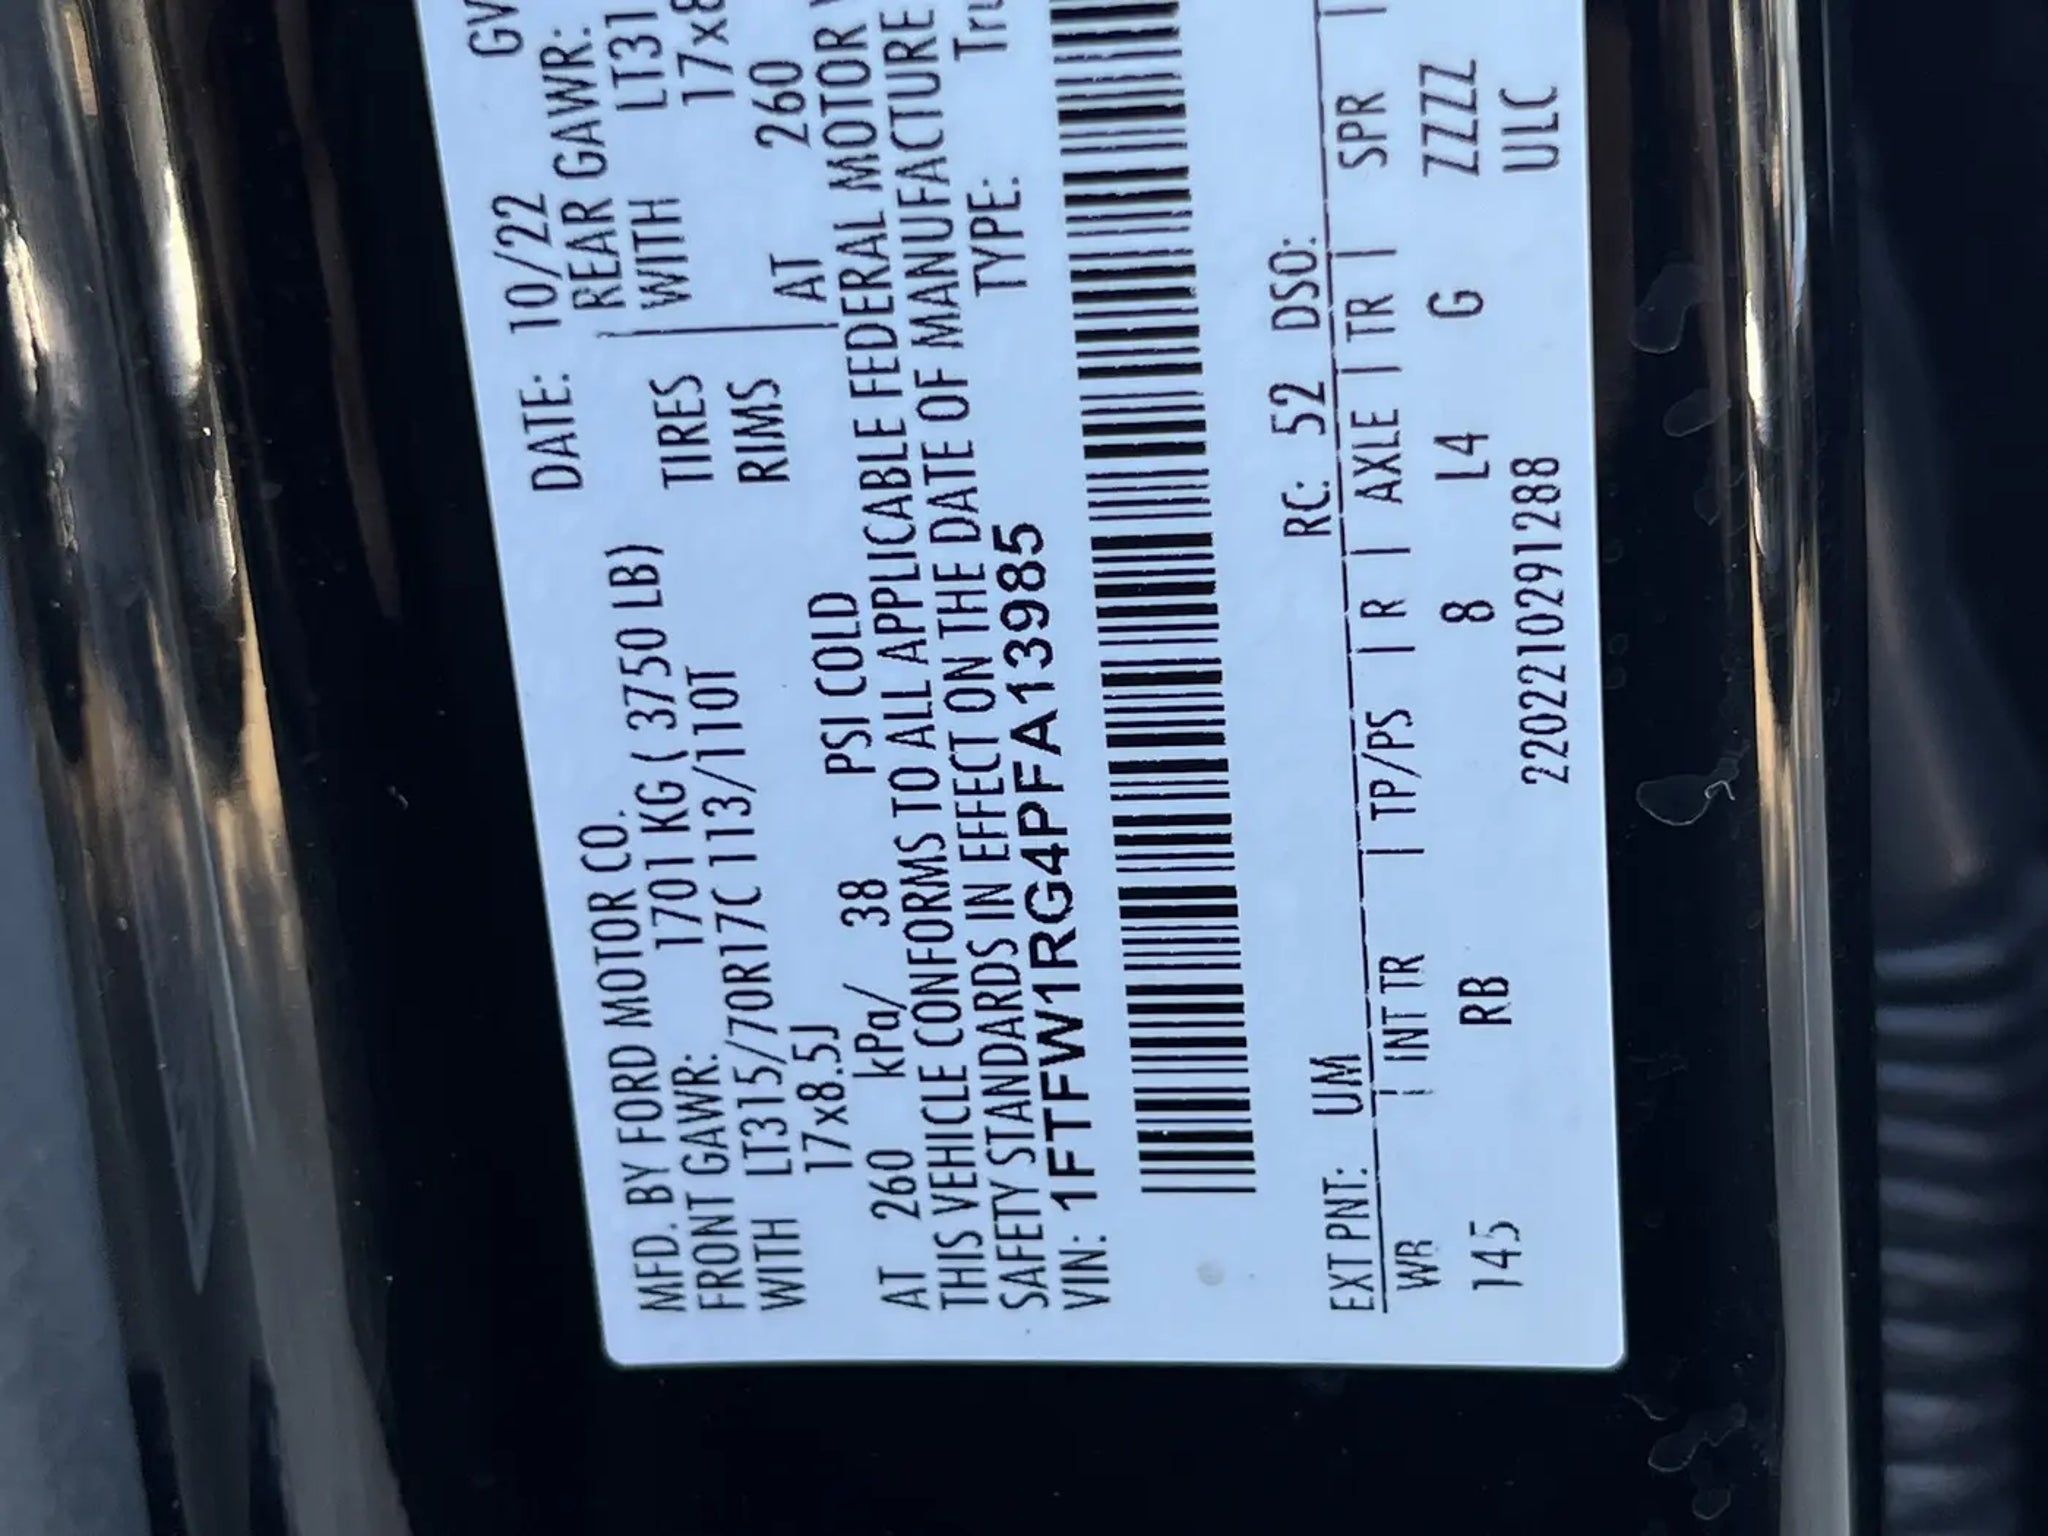 MFD. BY FORD MOTOR CO.
DATE: 10/22 GV
FRONT GAWR: 1701 KG ( 3750 LB) REAR GAWR:
WITH LT315/70R17C 113/110T TIRES WITH LT31
17x8.5J RIMS 17x8
AT 260 kPa/ 38 PSI COLD AT 260
THIS VEHICLE CONFORMS TO ALL APPLICABLE FEDERAL MOTOR
SAFETY STANDARDS IN EFFECT ON THE DATE OF MANUFACTURE
VIN: 1FTFW1RG4PFA13985 TYPE: Tru
EXT PNT: UM RC: 52 DSO:
WB | INT TR | TP/PS | R | AXLE | TR | SPR |
145 RB 8 L4 G ZZZZ
2202210291288 ULC